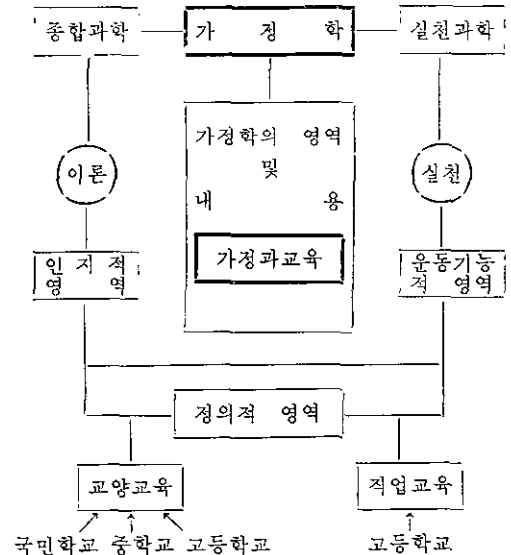 종합과학 가 정 학 실천과학
가정학의 영역
및
내 용
이론 실천
가정과교육
인 지 적
영 역
운동기능
적 영역
정의적 영역
교양교육 직업교육
국민학교 중학교 고등학교 고등학교